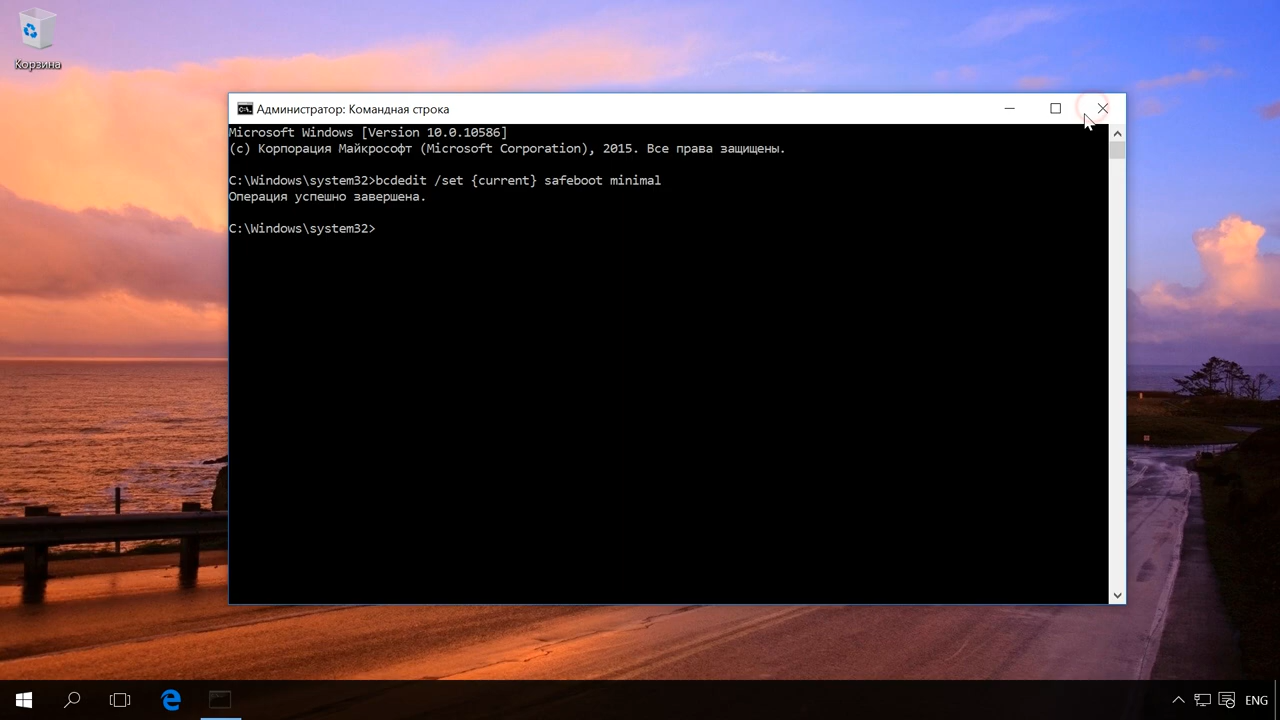 Корзина
Администратор: Командная строка
Microsoft Windows [Version 10.0.10586]
(c) Корпорация Майкрософт (Microsoft Corporation), 2015. Все права защищены.
C:\Windows\system32>bcdedit /set {current} safeboot minimal
Операция успешно завершена.
C:\Windows\system32>
ENG